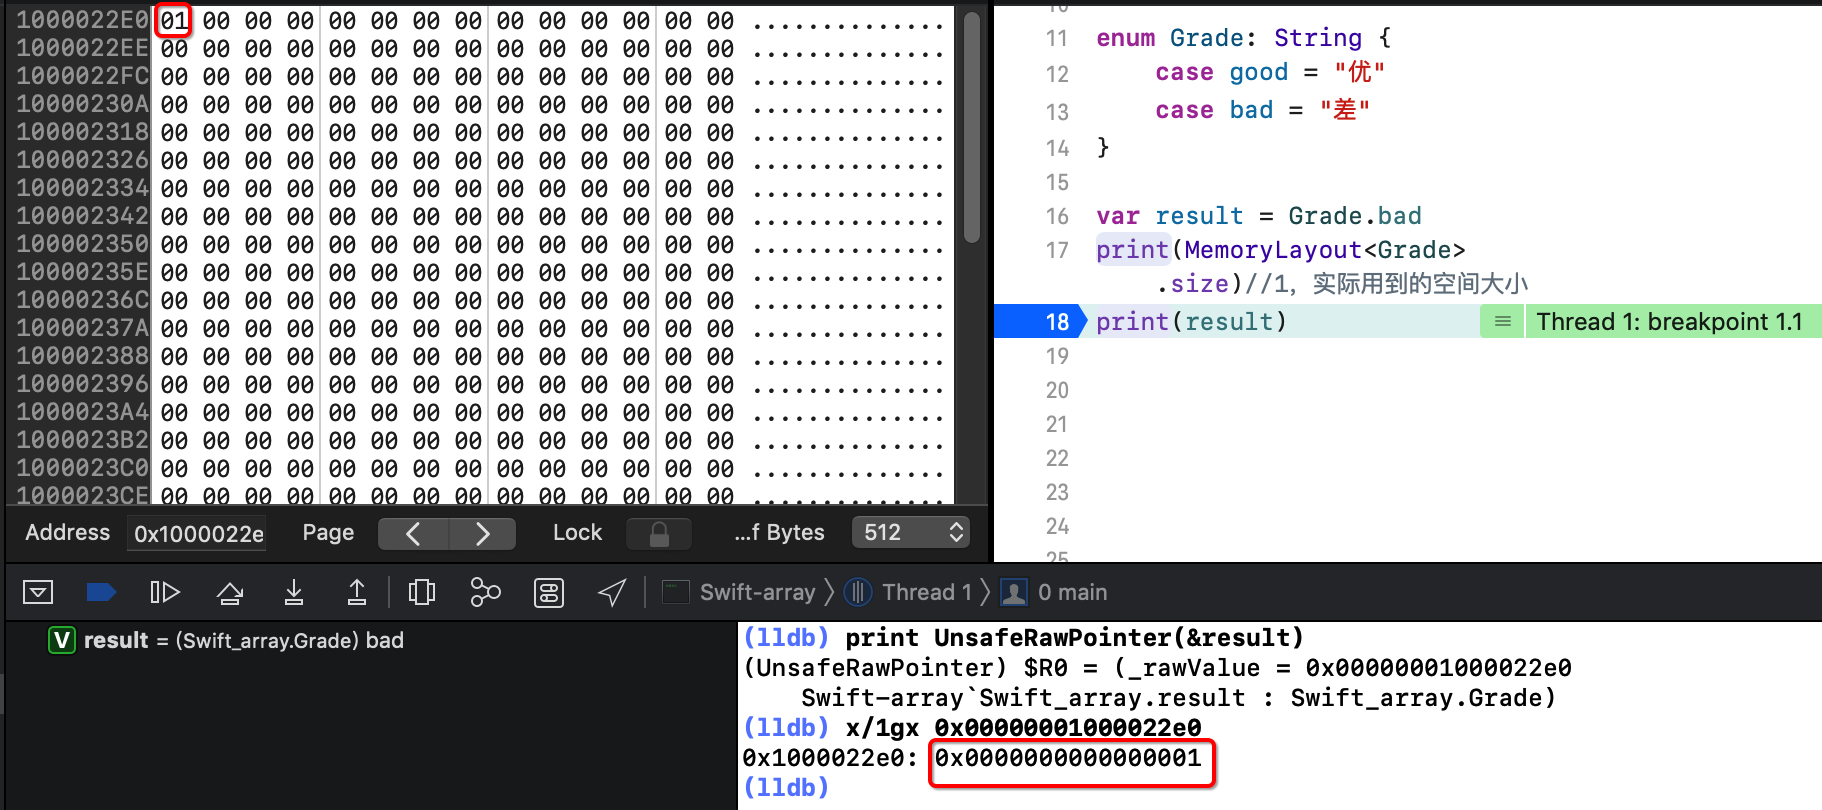 1000022E0 01 00 00 00 00 00 00 00 00 00 00 00 00 00 ..............
1000022EE 00 00 00 00 00 00 00 00 00 00 00 00 00 00 ..............
1000022FC 00 00 00 00 00 00 00 00 00 00 00 00 00 00 ..............
10000230A 00 00 00 00 00 00 00 00 00 00 00 00 00 00 ..............
100002318 00 00 00 00 00 00 00 00 00 00 00 00 00 00 ..............
100002326 00 00 00 00 00 00 00 00 00 00 00 00 00 00 ..............
100002334 00 00 00 00 00 00 00 00 00 00 00 00 00 00 ..............
100002342 00 00 00 00 00 00 00 00 00 00 00 00 00 00 ..............
100002350 00 00 00 00 00 00 00 00 00 00 00 00 00 00 ..............
10000235E 00 00 00 00 00 00 00 00 00 00 00 00 00 00 ..............
10000236C 00 00 00 00 00 00 00 00 00 00 00 00 00 00 ..............
10000237A 00 00 00 00 00 00 00 00 00 00 00 00 00 00 ..............
100002388 00 00 00 00 00 00 00 00 00 00 00 00 00 00 ..............
100002396 00 00 00 00 00 00 00 00 00 00 00 00 00 00 ..............
1000023A4 00 00 00 00 00 00 00 00 00 00 00 00 00 00 ..............
1000023B2 00 00 00 00 00 00 00 00 00 00 00 00 00 00 ..............
1000023C0 00 00 00 00 00 00 00 00 00 00 00 00 00 00 ..............
1000023CE 00 00 00 00 00 00 00 00 00 00 00 00 00 00 ..............
Address 0x1000022e Page Lock ...f Bytes 512
10
11 enum Grade: String {
12 case good = "优"
13 case bad = "差"
14 }
15
16 var result = Grade.bad
17 print(MemoryLayout<Grade>
.size)//1，实际用到的空间大小
18 print(result) Thread 1: breakpoint 1.1
19
20
21
22
23
24
25
Swift-array Thread 1 0 main
V result = (Swift_array.Grade) bad
(lldb) print UnsafeRawPointer(&result)
(UnsafeRawPointer) $R0 = (_rawValue = 0x00000001000022e0
Swift-array`Swift_array.result : Swift_array.Grade)
(lldb) x/1gx 0x00000001000022e0
0x1000022e0: 0x0000000000000001
(lldb)